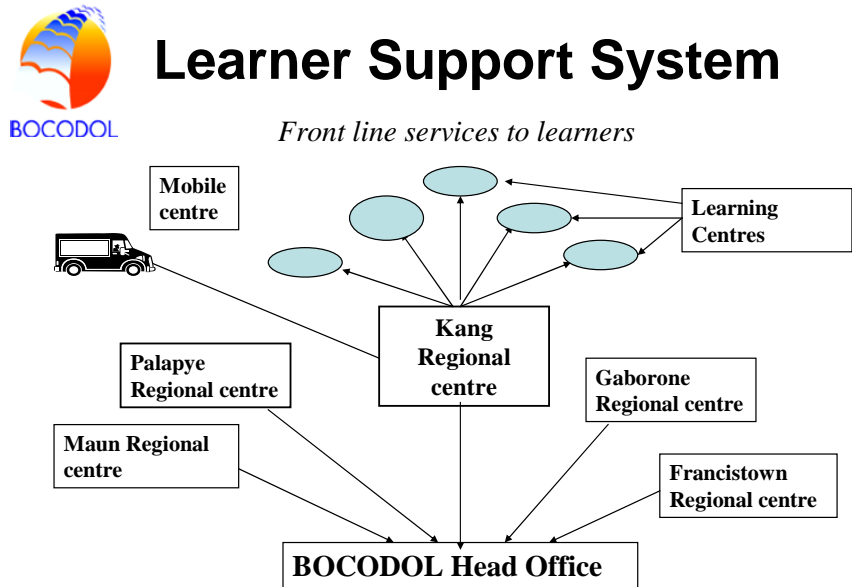 Learner Support System
BOCODOL
Front line services to learners
Mobile
centre
Learning
Centres
Kang
Regional
centre
Palapye
Regional centre
Gaborone
Regional centre
Maun Regional
centre
Francistown
Regional centre
BOCODOL Head Office